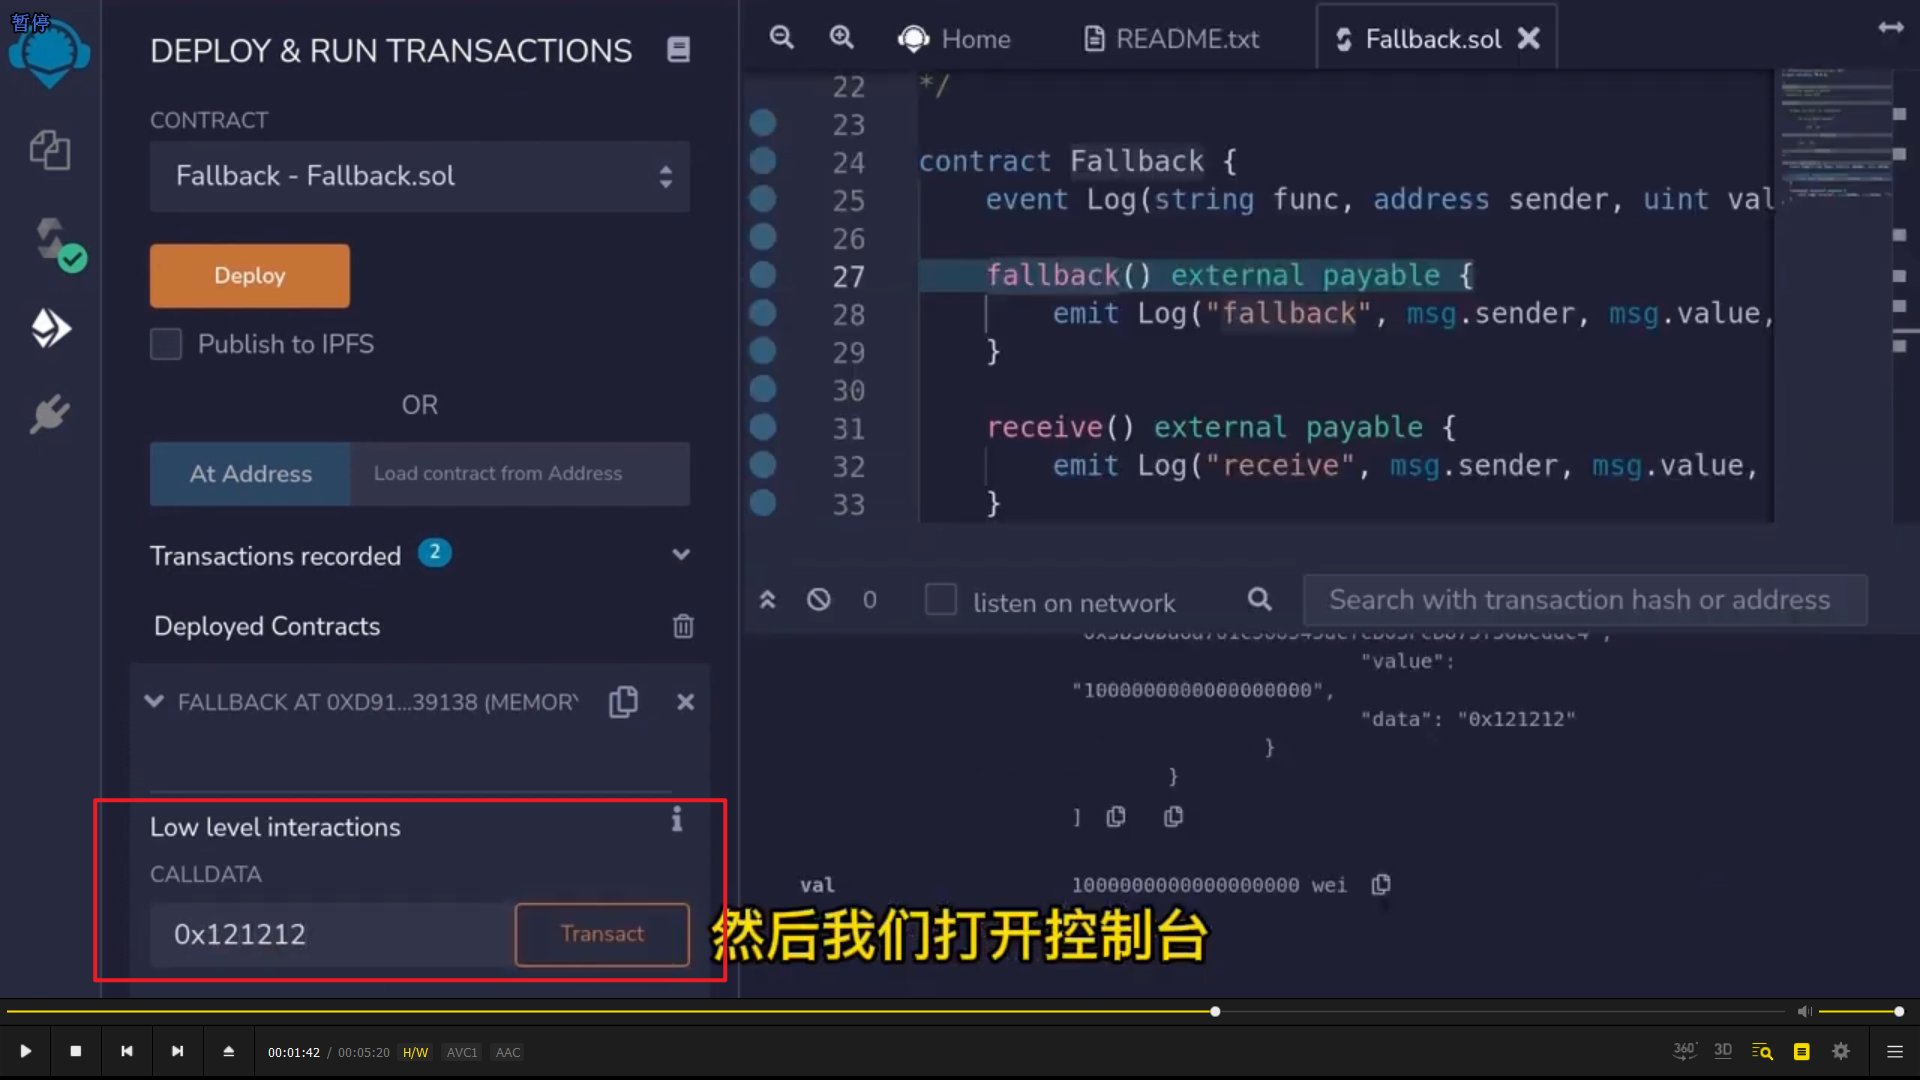 暂停
DEPLOY & RUN TRANSACTIONS
CONTRACT
Fallback - Fallback.sol
Deploy
Publish to IPFS
OR
At Address
Load contract from Address
Transactions recorded 2
Deployed Contracts
FALLBACK AT 0XD91...39138 (MEMORY
Low level interactions
i
CALLDATA
0x121212
Transact
Home
README.txt
Fallback.sol
22 */
23
24 contract Fallback {
25 event Log(string func, address sender, uint val
26
27 fallback() external payable {
28 emit Log("fallback", msg.sender, msg.value,
29 }
30
31 receive() external payable {
32 emit Log("receive", msg.sender, msg.value,
33 }
0
listen on network
Search with transaction hash or address
"value":
"1000000000000000000",
"data": "0x121212"
}
}
]
val 1000000000000000000 wei
然后我们打开控制台
00:01:42 / 00:05:20 H/W AVC1 AAC
360° 3D